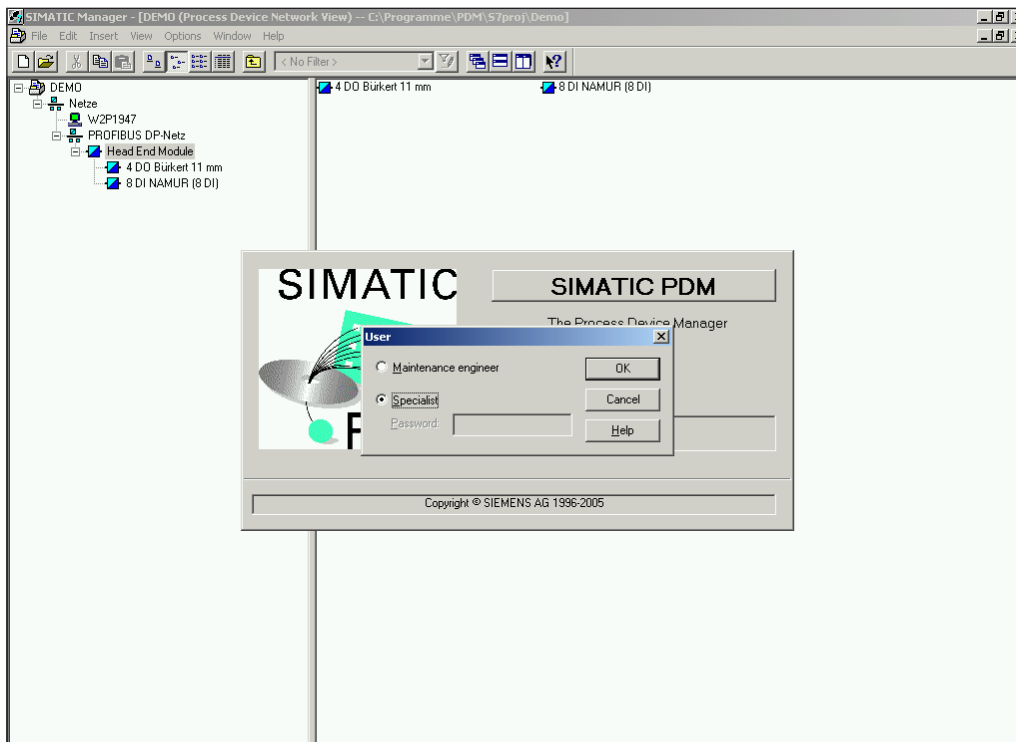 SIMATIC Manager - [DEMO (Process Device Network View) -- C:\Programme\PDM\S7proj\Demo]
File Edit Insert View Options Window Help
< No Filter >
DEMO
Netze
W2P1947
PROFIBUS DP-Netz
Head End Module
4 DO Bürkert 11 mm
8 DI NAMUR (8 DI)
4 DO Bürkert 11 mm 8 DI NAMUR (8 DI)
SIMATIC
SIMATIC PDM
The Process Device Manager
User
Maintenance engineer
OK
Specialist
Cancel
Password:
Help
Copyright © SIEMENS AG 1996-2005